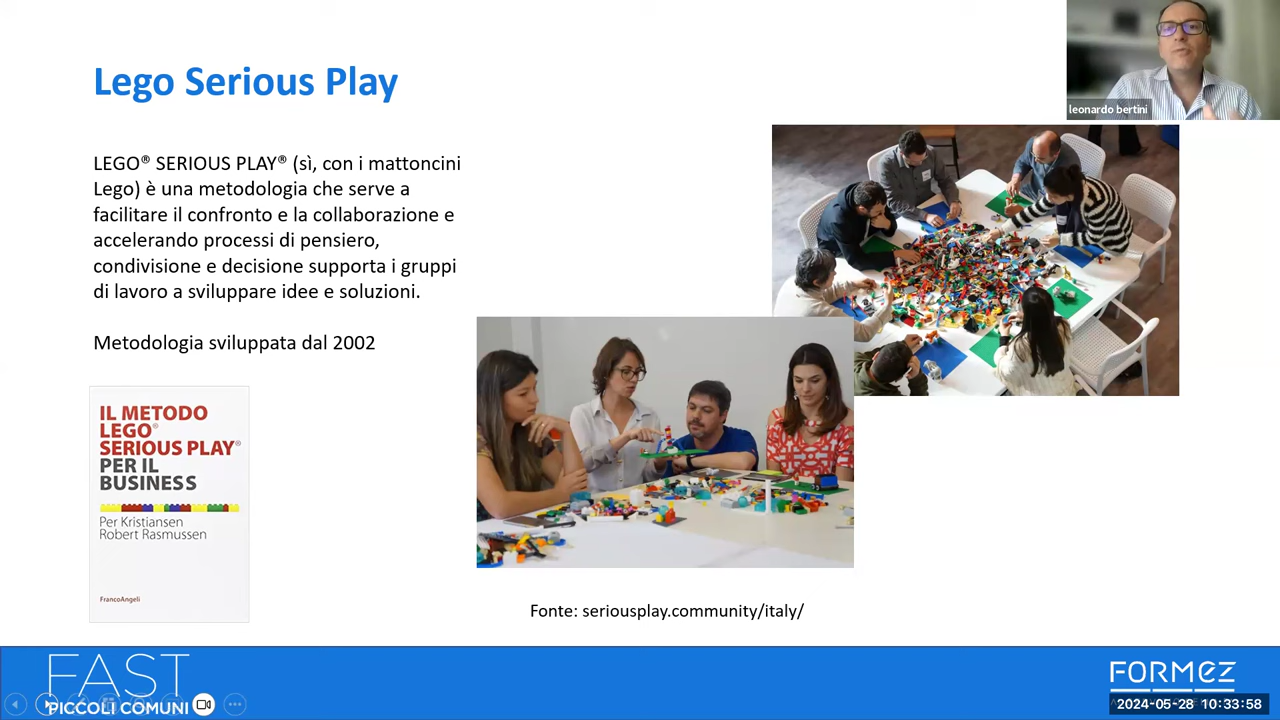 Lego Serious Play
leonardo bertini
LEGO® SERIOUS PLAY® (sì, con i mattoncini
Lego) è una metodologia che serve a
facilitare il confronto e la collaborazione e
accelerando processi di pensiero,
condivisione e decisione supporta i gruppi
di lavoro a sviluppare idee e soluzioni.
Metodologia sviluppata dal 2002
IL METODO
LEGO®
SERIOUS PLAY®
PER IL
BUSINESS
Per Kristiansen
Robert Rasmussen
FrancoAngeli
Fonte: seriousplay.community/italy/
FAST
PICCOLI COMUNI
FORMEZ
2024-05-28 10:33:58